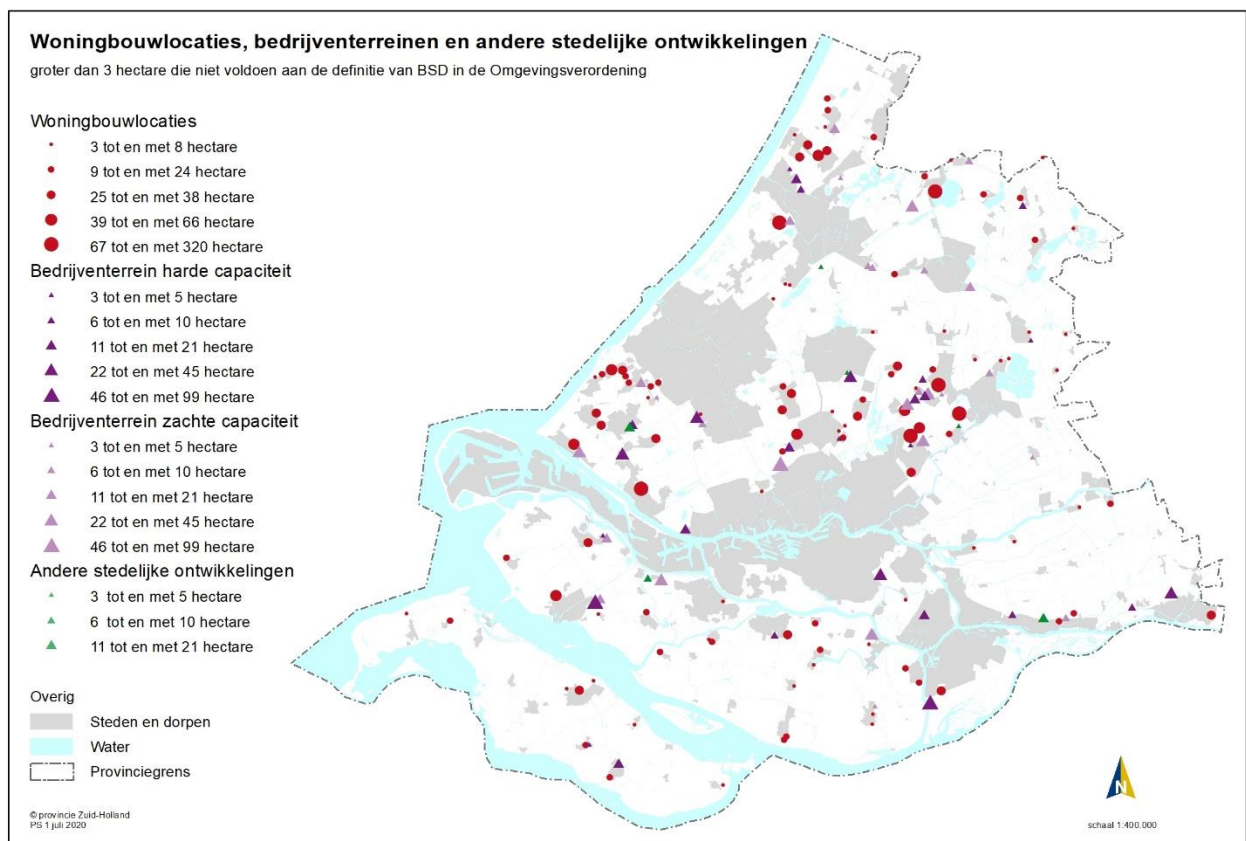 Woningbouwlocaties, bedrijventerreinen en andere stedelijke ontwikkelingen
groter dan 3 hectare die niet voldoen aan de definitie van BSD in de Omgevingsverordening
Woningbouwlocaties
3 tot en met 8 hectare
9 tot en met 24 hectare
25 tot en met 38 hectare
39 tot en met 66 hectare
67 tot en met 320 hectare
Bedrijventerrein harde capaciteit
3 tot en met 5 hectare
6 tot en met 10 hectare
11 tot en met 21 hectare
22 tot en met 45 hectare
46 tot en met 99 hectare
Bedrijventerrein zachte capaciteit
3 tot en met 5 hectare
6 tot en met 10 hectare
11 tot en met 21 hectare
22 tot en met 45 hectare
46 tot en met 99 hectare
Andere stedelijke ontwikkelingen
3 tot en met 5 hectare
6 tot en met 10 hectare
11 tot en met 21 hectare
Overig
Steden en dorpen
Water
Provinciegrens
© provincie Zuid-Holland
PS 1 juli 2020
N
schaal 1:400.000